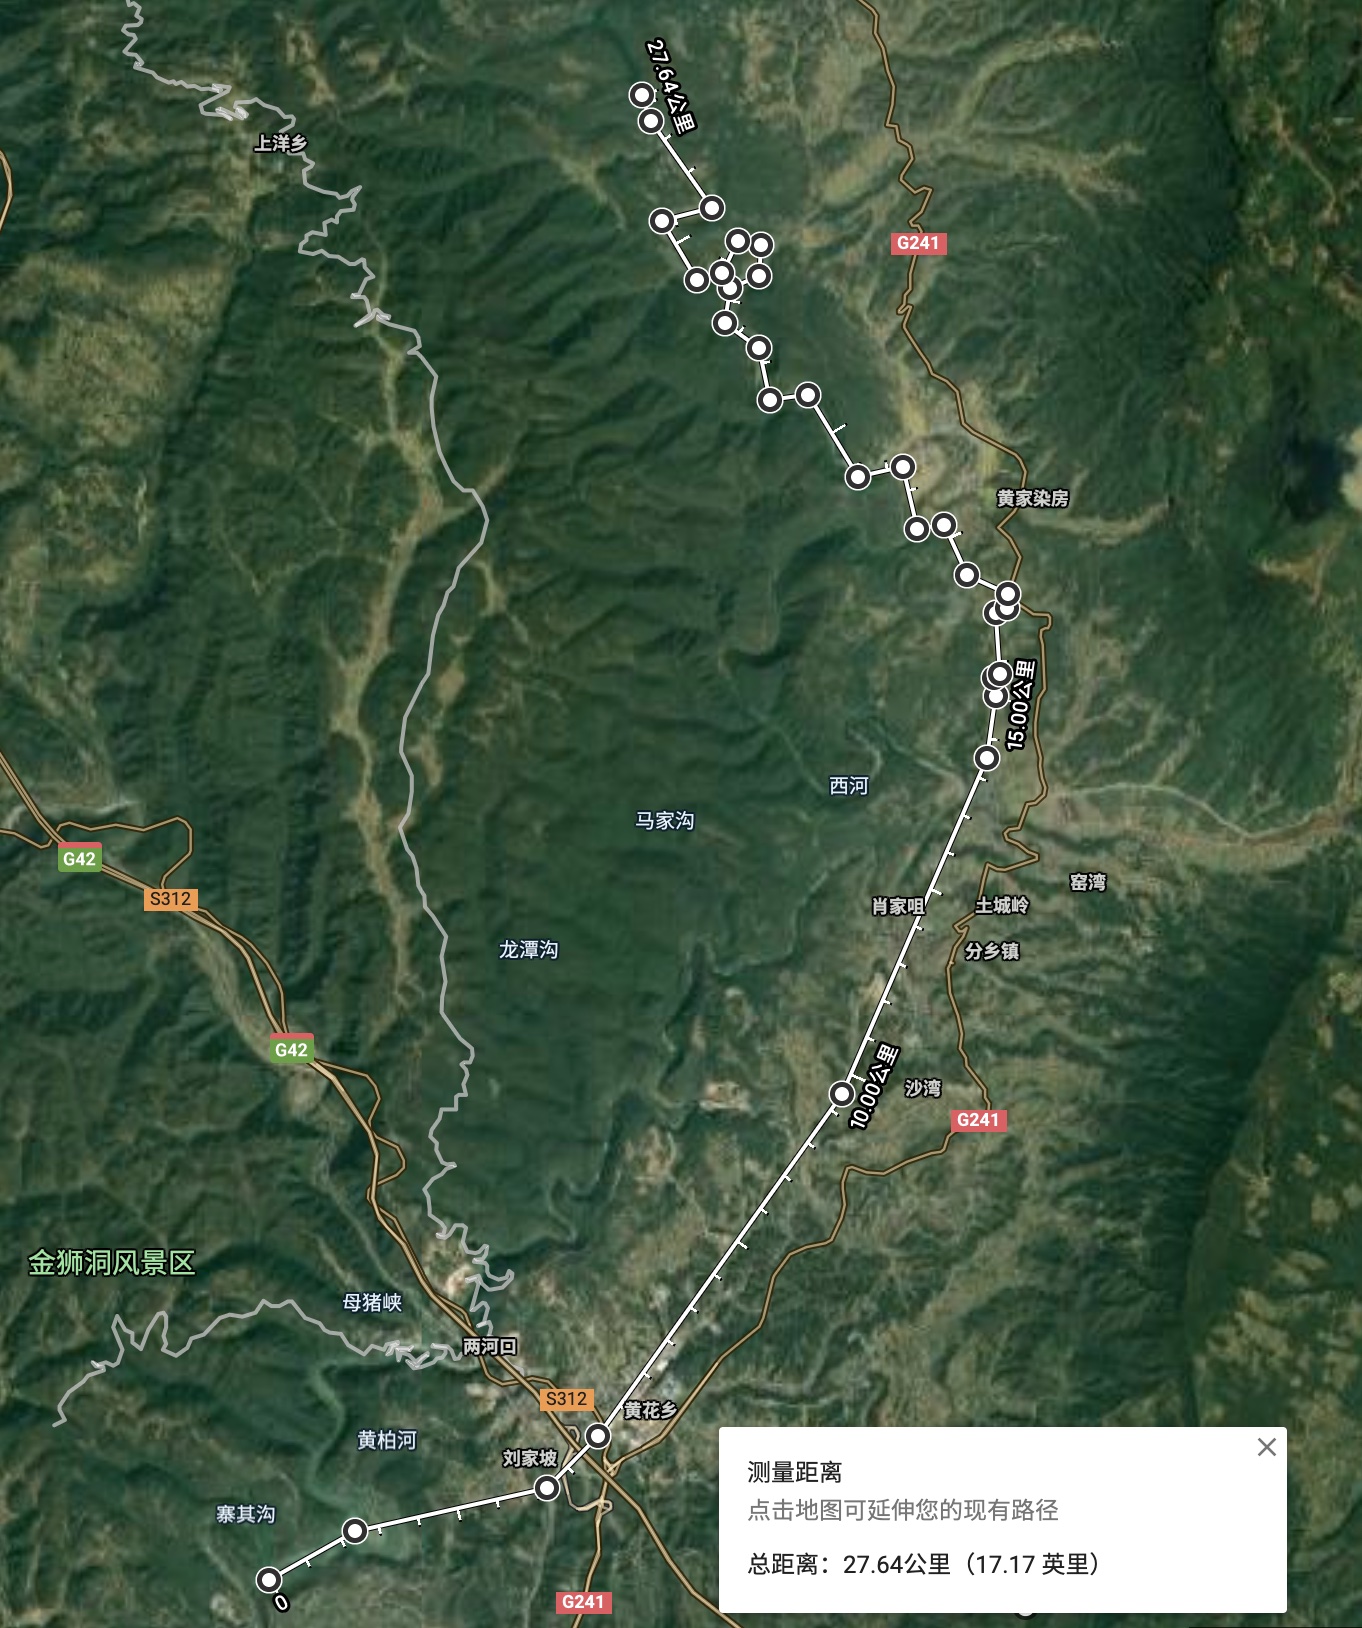 27.64公里
上洋乡
G241
黄家染房
15.00公里
西河
马家沟
G42
S312
窑湾
肖家咀
土城岭
龙潭沟
分乡镇
G42
10.00公里
沙湾
G241
金狮洞风景区
母猪峡
两河口
S312
黄花乡
黄柏河
刘家坡
寨其沟
测量距离
点击地图可延伸您的现有路径
总距离：27.64公里（17.17 英里）
0
G241